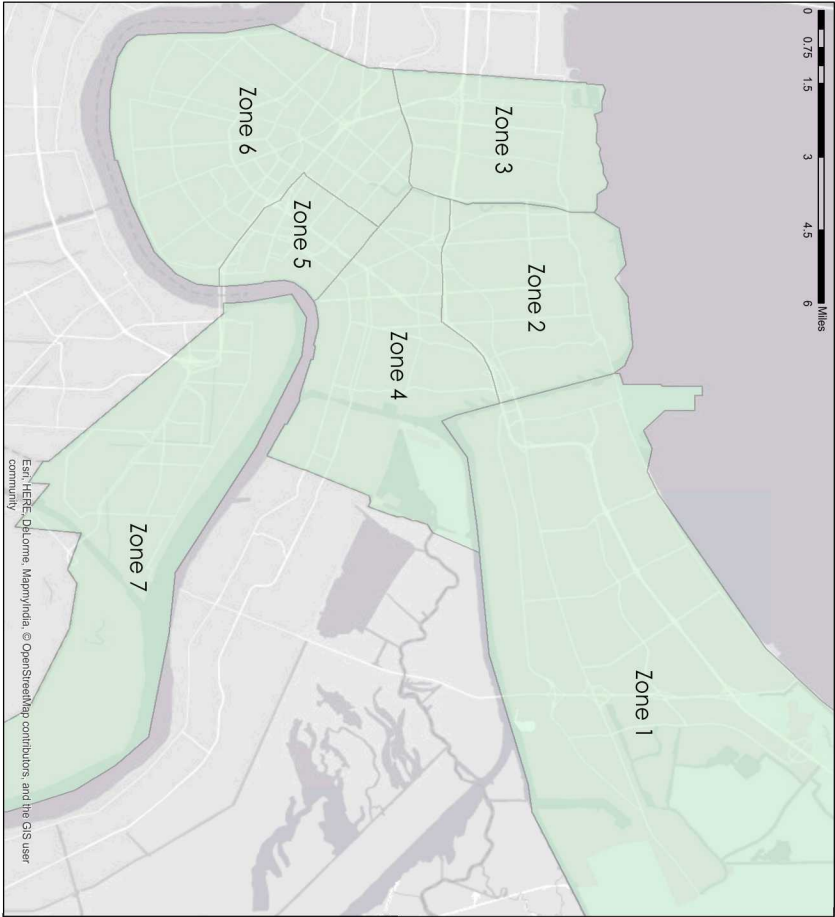 0 0.75 1.5 3 4.5 6
Miles
Zone 1
Zone 2
Zone 3
Zone 4
Zone 5
Zone 6
Zone 7
Esri, HERE, DeLorme, MapmyIndia, © OpenStreetMap contributors, and the GIS user
community